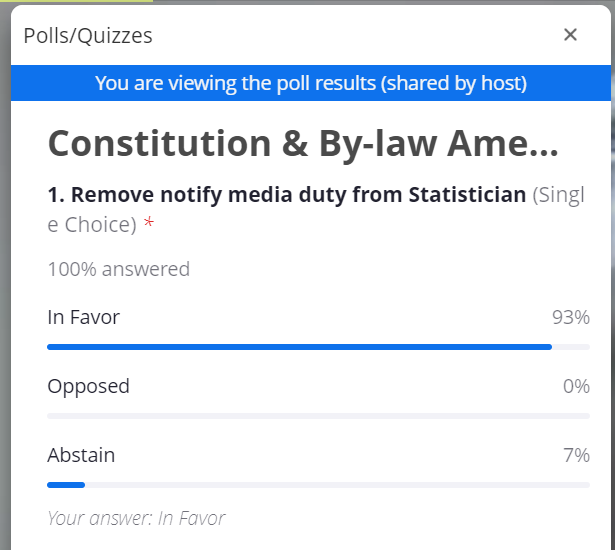 Polls/Quizzes ×
You are viewing the poll results (shared by host)
Constitution & By-law Ame...
1. Remove notify media duty from Statistician (Singl
e Choice) *
100% answered
In Favor 93%
Opposed 0%
Abstain 7%
Your answer: In Favor